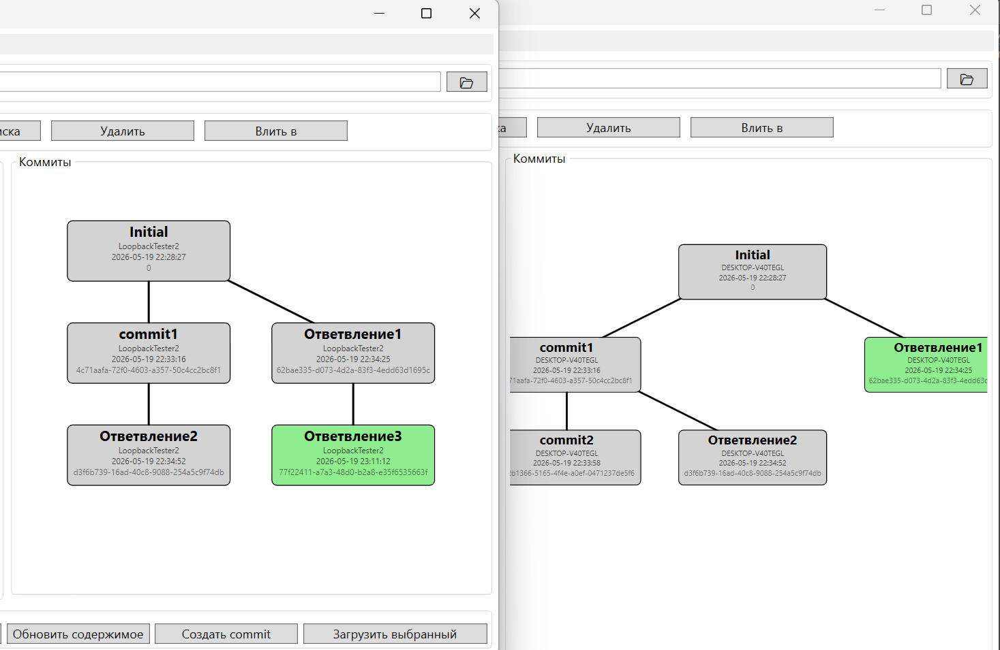 иска
Удалить
Влить в
Коммиты
Initial
LoopbackTester2
2026-05-19 22:28:27
0
commit1
LoopbackTester2
2026-05-19 22:33:16
4c71aafa-72f0-4603-a357-50c4cc2bc8f1
Ответвление1
LoopbackTester2
2026-05-19 22:34:25
62bae335-d073-4d2a-83f3-4edd63d1695c
Ответвление2
LoopbackTester2
2026-05-19 22:34:52
d3f6b739-16ad-40c8-9088-254a5c9f74db
Ответвление3
LoopbackTester2
2026-05-19 23:11:12
77f22411-a7a3-48d0-b2a8-e35f6535663f
Обновить содержимое
Создать commit
Загрузить выбранный
ка
Удалить
Влить в
Коммиты
Initial
DESKTOP-V40TEGL
2026-05-19 22:28:27
0
commit1
DESKTOP-V40TEGL
2026-05-19 22:33:16
71aafa-72f0-4603-a357-50c4cc2bc8f1
Ответвление1
DESKTOP-V40TEGL
2026-05-19 22:34:25
62bae335-d073-4d2a-83f3-4edd63d
commit2
DESKTOP-V40TEGL
2026-05-19 22:33:58
2b1366-5165-4f4e-a0ef-0471237de5f6
Ответвление2
DESKTOP-V40TEGL
2026-05-19 22:34:52
d3f6b739-16ad-40c8-9088-254a5c9f74db